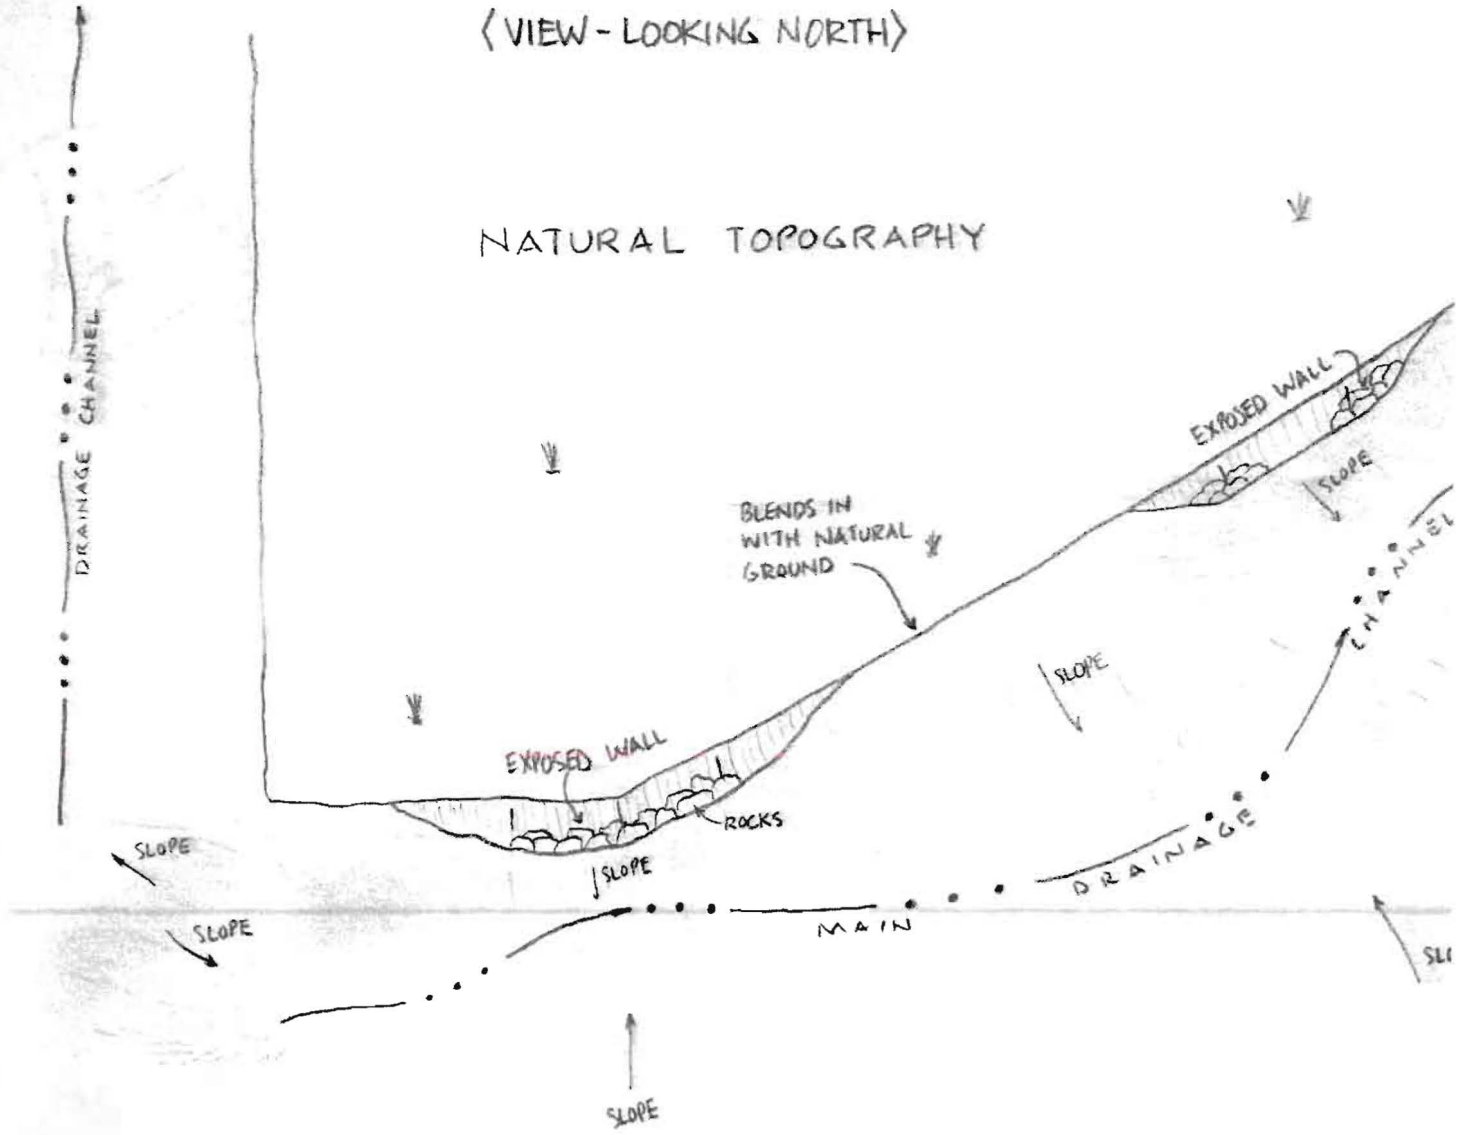 <VIEW - LOOKING NORTH>
NATURAL TOPOGRAPHY
DRAINAGE CHANNEL
EXPOSED WALL
SLOPE
BLENDS IN
WITH NATURAL
GROUND
SLOPE
EXPOSED WALL
ROCKS
SLOPE
SLOPE
SLOPE
MAIN DRAINAGE CHANNEL
SLOPE